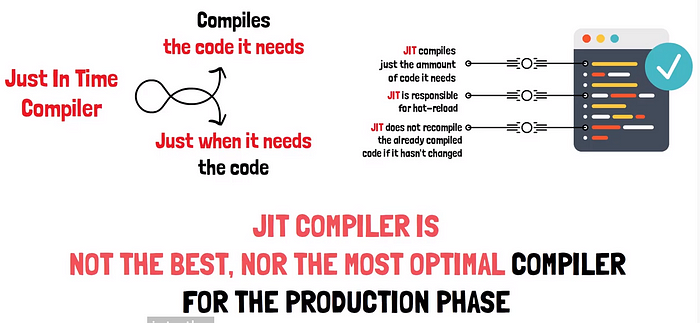 Compiles
the code it needs
Just In Time
Compiler
Just when it needs
the code
JIT compiles
just the ammount
of code it needs
JIT is responsible
for hot-reload
JIT does not recompile
the already compiled
code if it hasn't changed
JIT COMPILER IS
NOT THE BEST, NOR THE MOST OPTIMAL COMPILER
FOR THE PRODUCTION PHASE